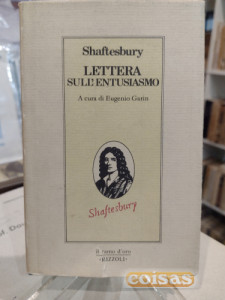 Shaftesbury
LETTERA
SULL'ENTUSIASMO
A cura di Eugenio Garin
Shaftesbury
Il ramo d'oro
RIZZOLI
coisas